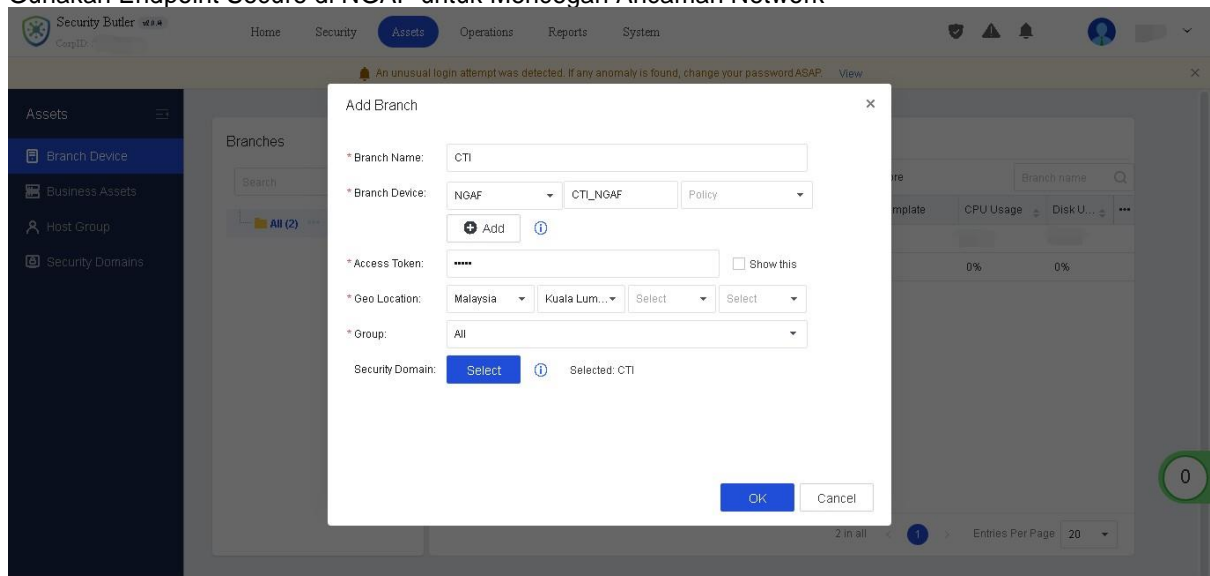 Gunakan Endpoint Secure di NGAF untuk Mencegah Ancaman Network
Security Butler
CorpID:
Home Security Assets Operations Reports System
An unusual login attempt was detected. If any anomaly is found, change your password ASAP. View
Assets
Branch Device
Business Assets
Host Group
Security Domains
Branches
Search
All (2)
Add Branch
* Branch Name: CTI
* Branch Device: NGAF CTI_NGAF Policy
Add
* Access Token: ••••• Show this
* Geo Location: Malaysia Kuala Lum... Select Select
* Group: All
Security Domain: Select Selected: CTI
OK Cancel
Branch name
mplate CPU Usage Disk U... •••
0% 0%
2 in all < 1 > Entries Per Page 20
0